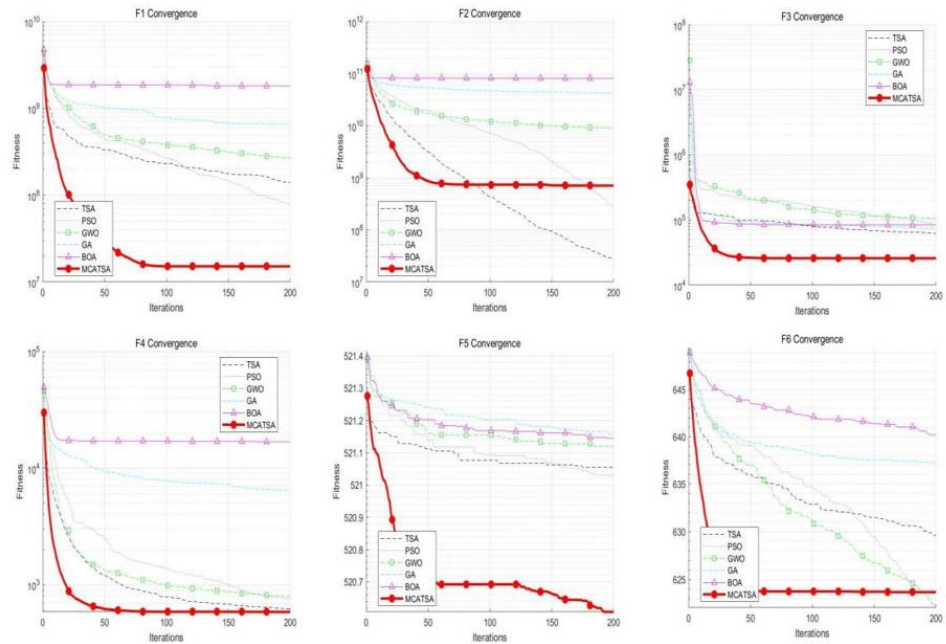 F1 Convergence
10^10
10^9
10^8
10^7
Fitness
TSA
PSO
GWO
GA
BOA
MCATSA
0 50 100 150 200
Iterations
F2 Convergence
10^12
10^11
10^10
10^9
10^8
10^7
Fitness
TSA
PSO
GWO
GA
BOA
MCATSA
0 50 100 150 200
Iterations
F3 Convergence
10^8
10^7
10^6
10^5
10^4
Fitness
TSA
PSO
GWO
GA
BOA
MCATSA
0 50 100 150 200
Iterations
F4 Convergence
10^5
10^4
10^3
Fitness
TSA
PSO
GWO
GA
BOA
MCATSA
0 50 100 150 200
Iterations
F5 Convergence
521.4
521.3
521.2
521.1
521
520.9
520.8
520.7
Fitness
TSA
PSO
GWO
GA
BOA
MCATSA
0 50 100 150 200
Iterations
F6 Convergence
645
640
635
630
625
Fitness
TSA
PSO
GWO
GA
BOA
MCATSA
0 50 100 150 200
Iterations